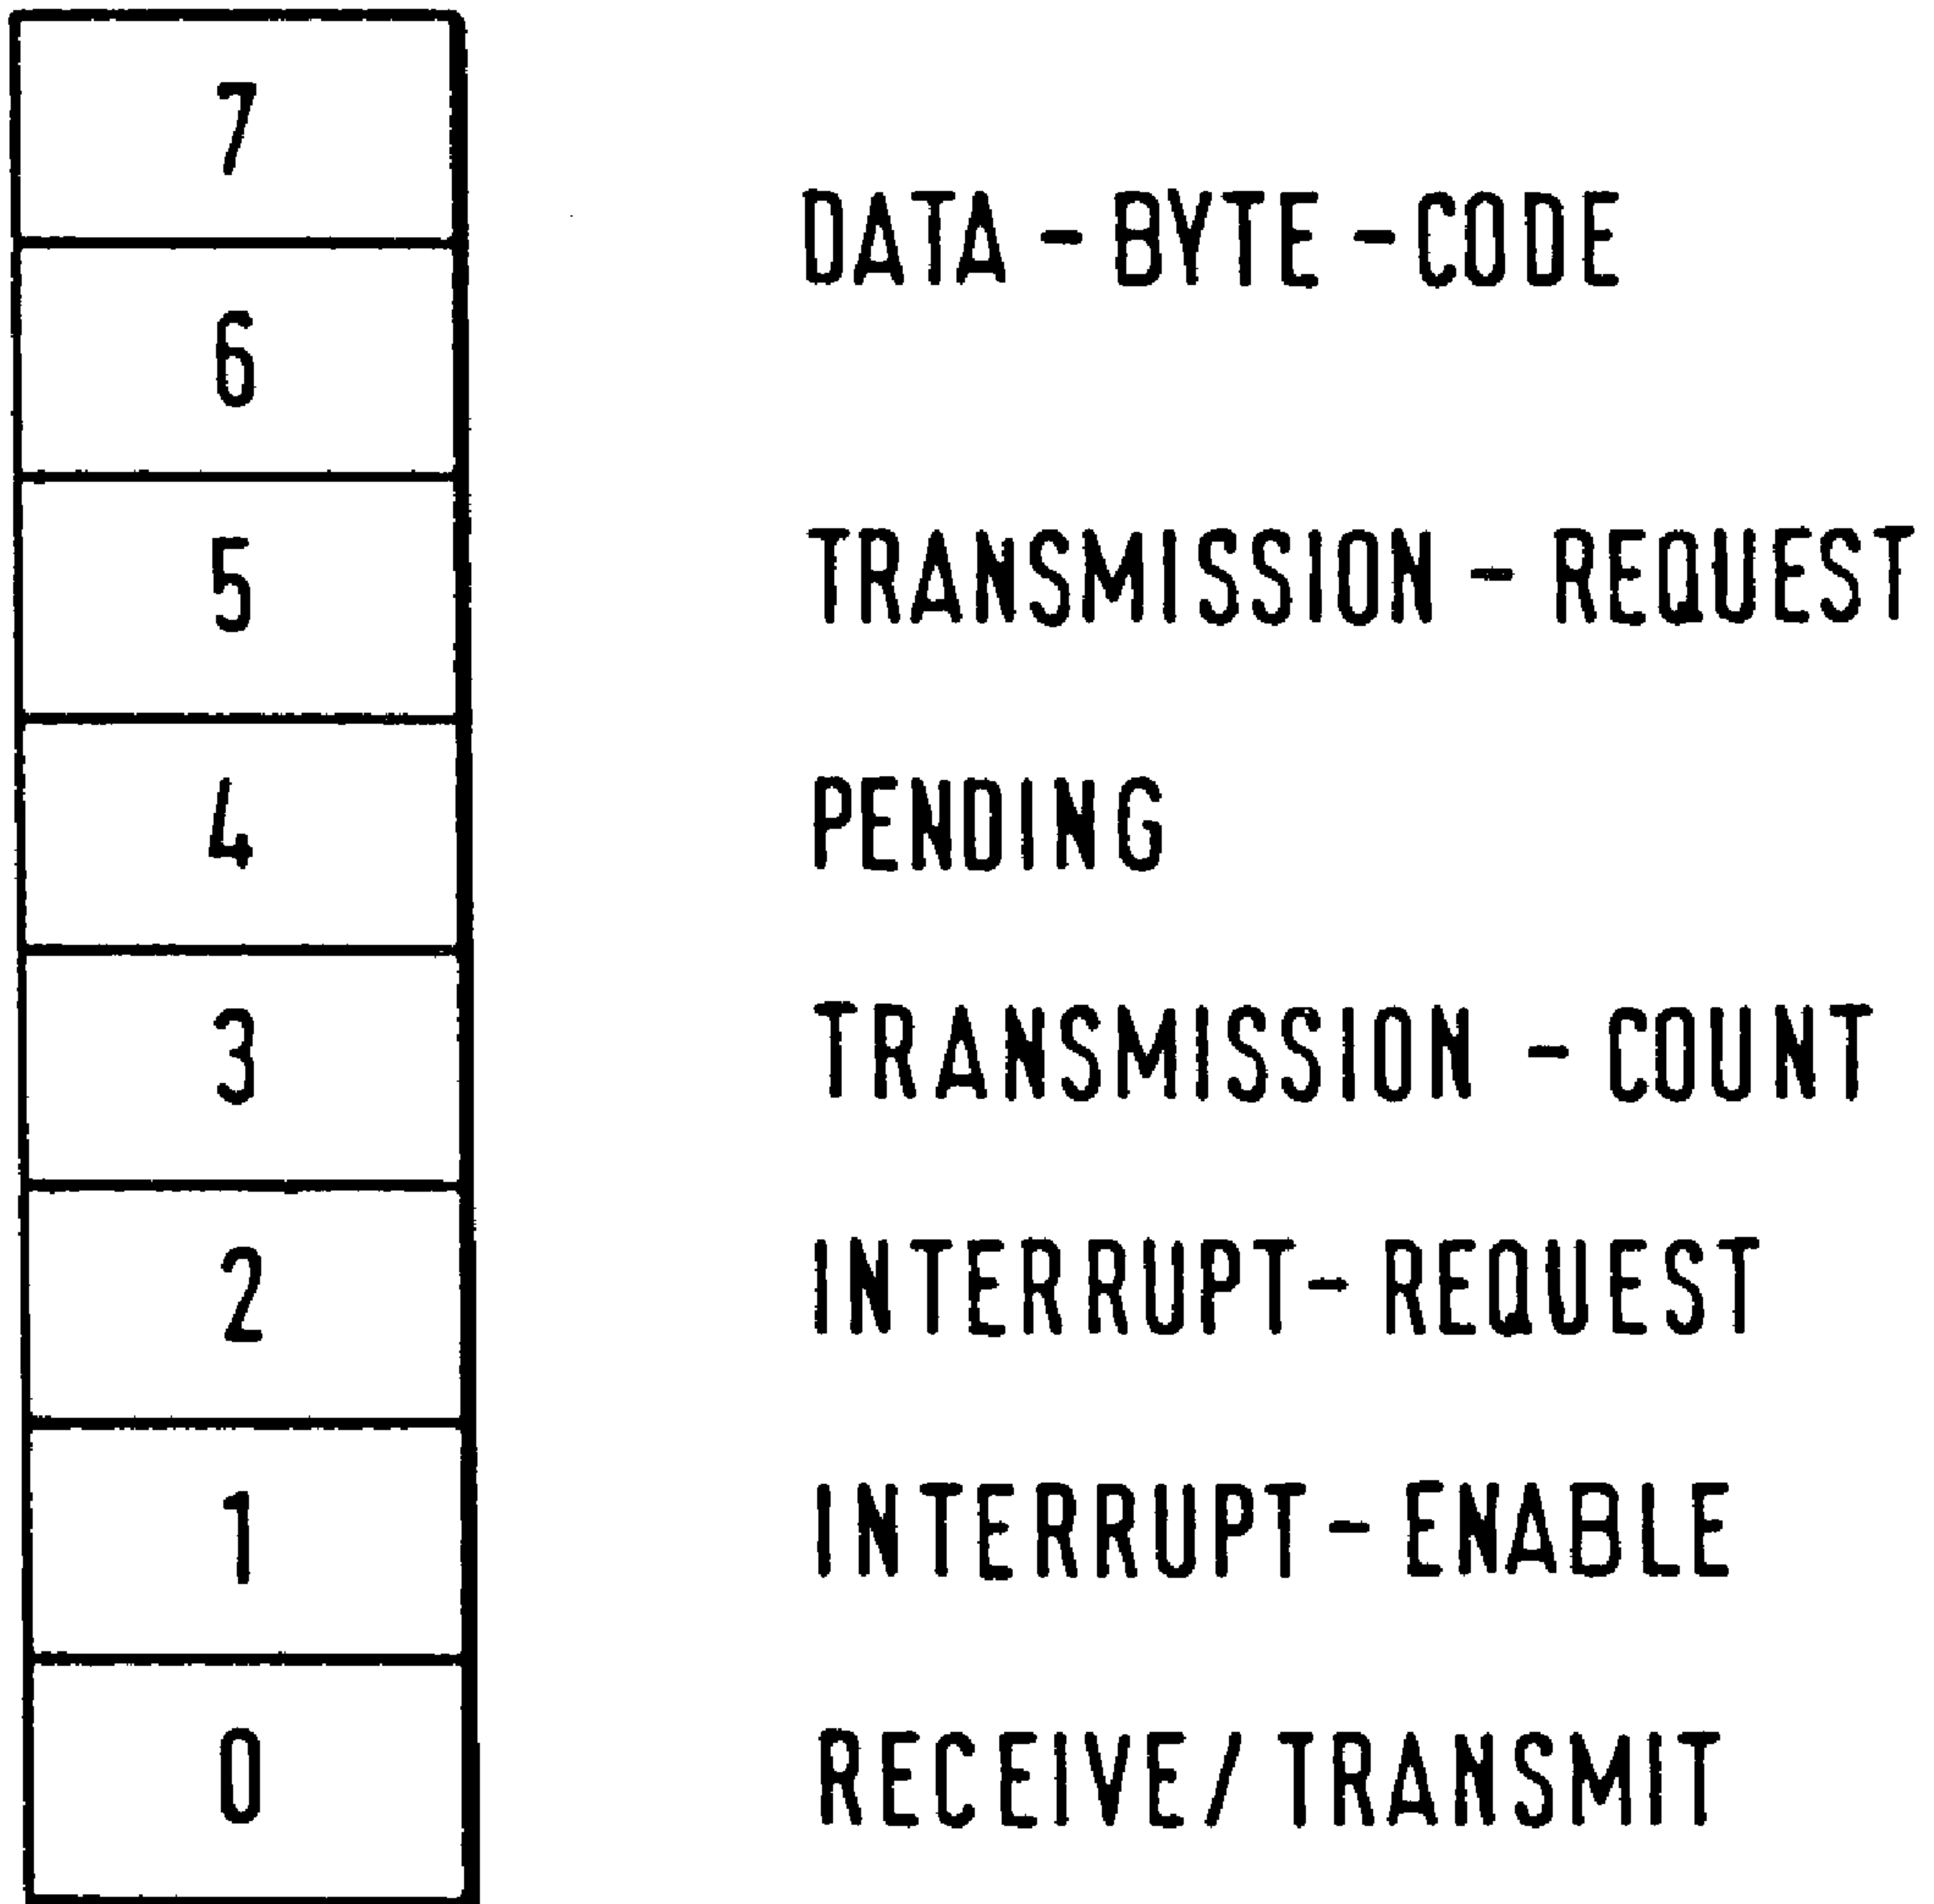 7
DATA - BYTE - CODE
6
5 TRANSMISSION - REQUEST
4 PENDING
3 TRANSMISSION - COUNT
2 INTERRUPT - REQUEST
1 INTERRUPT - ENABLE
0 RECEIVE/TRANSMIT